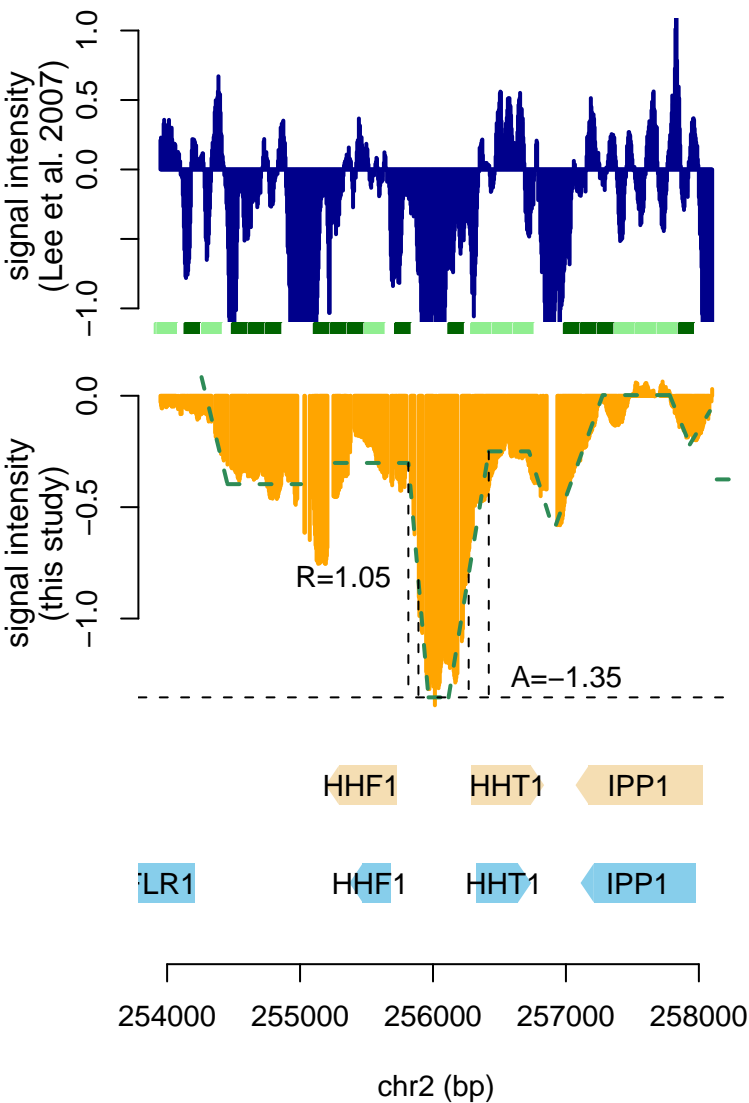 signal intensity
(Lee et al. 2007)
1.0
0.5
0.0
−1.0
signal intensity
(this study)
0.0
−0.5
−1.0
R=1.05
A=−1.35
HHF1 HHT1 IPP1
FLR1 HHF1 HHT1 IPP1
254000 255000 256000 257000 258000
chr2 (bp)